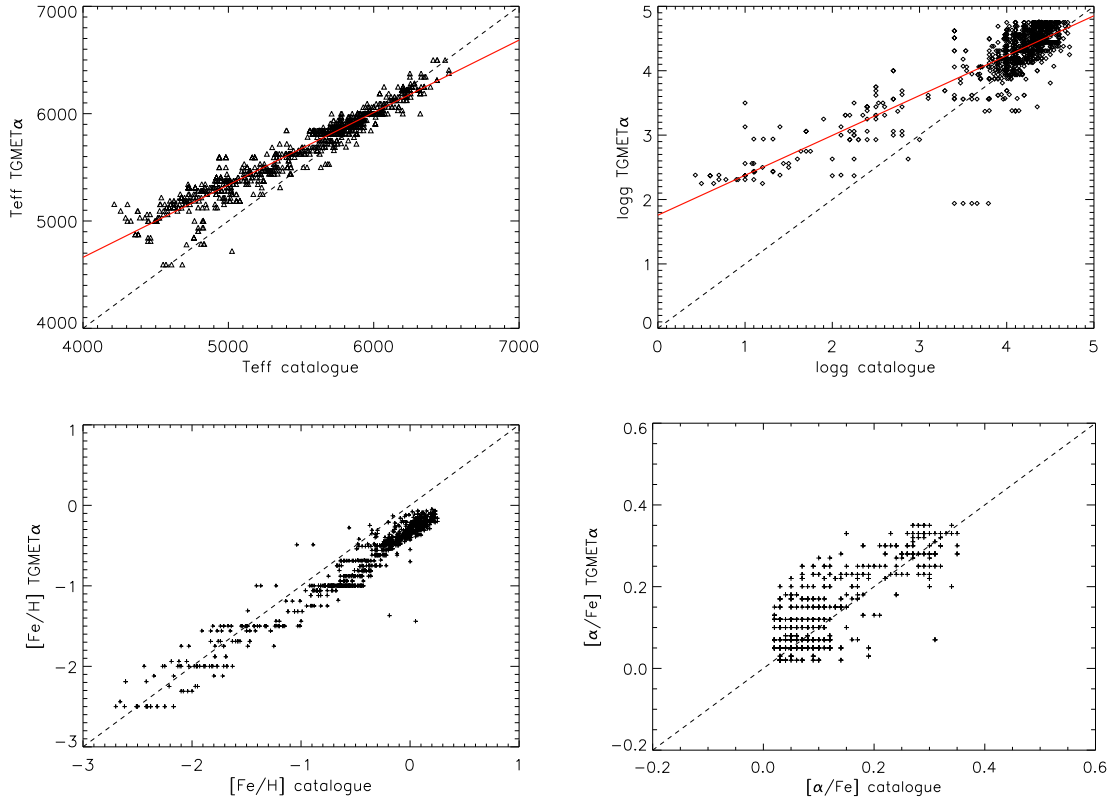 7000
6000
5000
4000
Teff TGMETα
4000 5000 6000 7000
Teff catalogue
5
4
3
2
1
0
logg TGMETα
0 1 2 3 4 5
logg catalogue
1
0
−1
−2
−3
[Fe/H] TGMETα
−3 −2 −1 0 1
[Fe/H] catalogue
0.6
0.4
0.2
0.0
−0.2
[α/Fe] TGMETα
−0.2 0.0 0.2 0.4 0.6
[α/Fe] catalogue